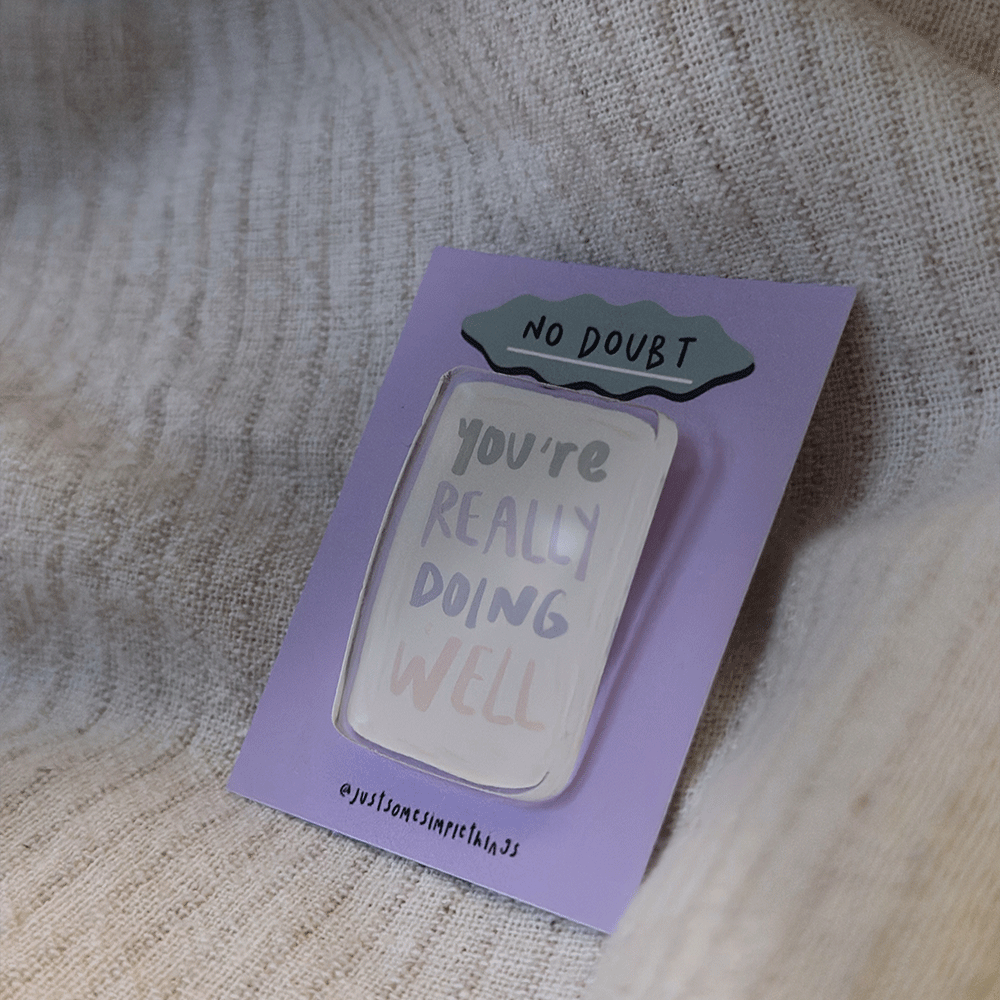 NO DOUBT
you're
REALLY
DOING
WELL
@justsomesimplethings